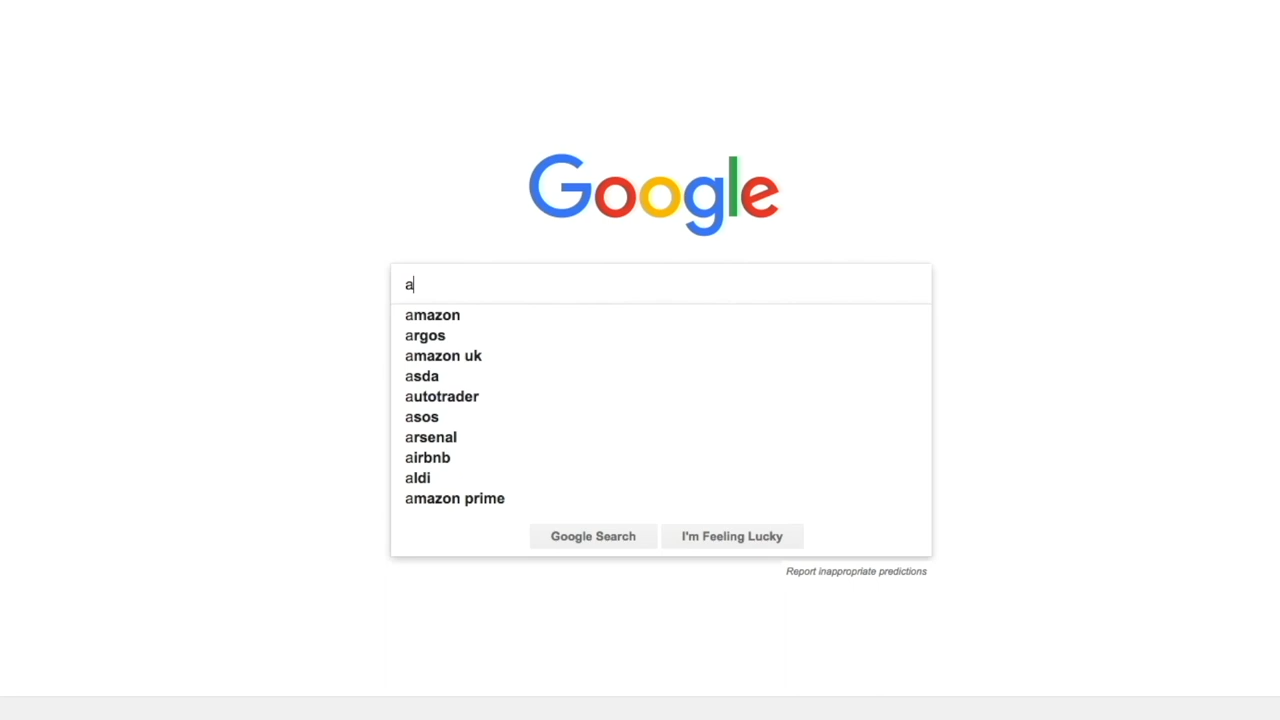 Google
a
amazon
argos
amazon uk
asda
autotrader
asos
arsenal
airbnb
aldi
amazon prime
Google Search I'm Feeling Lucky
Report inappropriate predictions